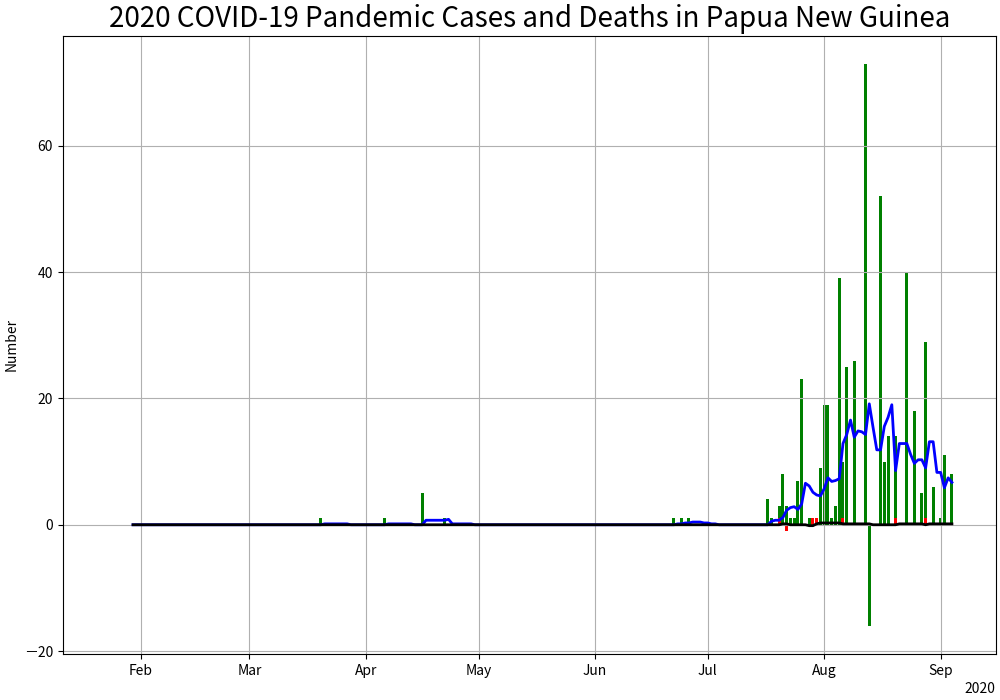 2020 COVID-19 Pandemic Cases and Deaths in Papua New Guinea
Number
60
40
20
0
−20
Feb Mar Apr May Jun Jul Aug Sep
2020